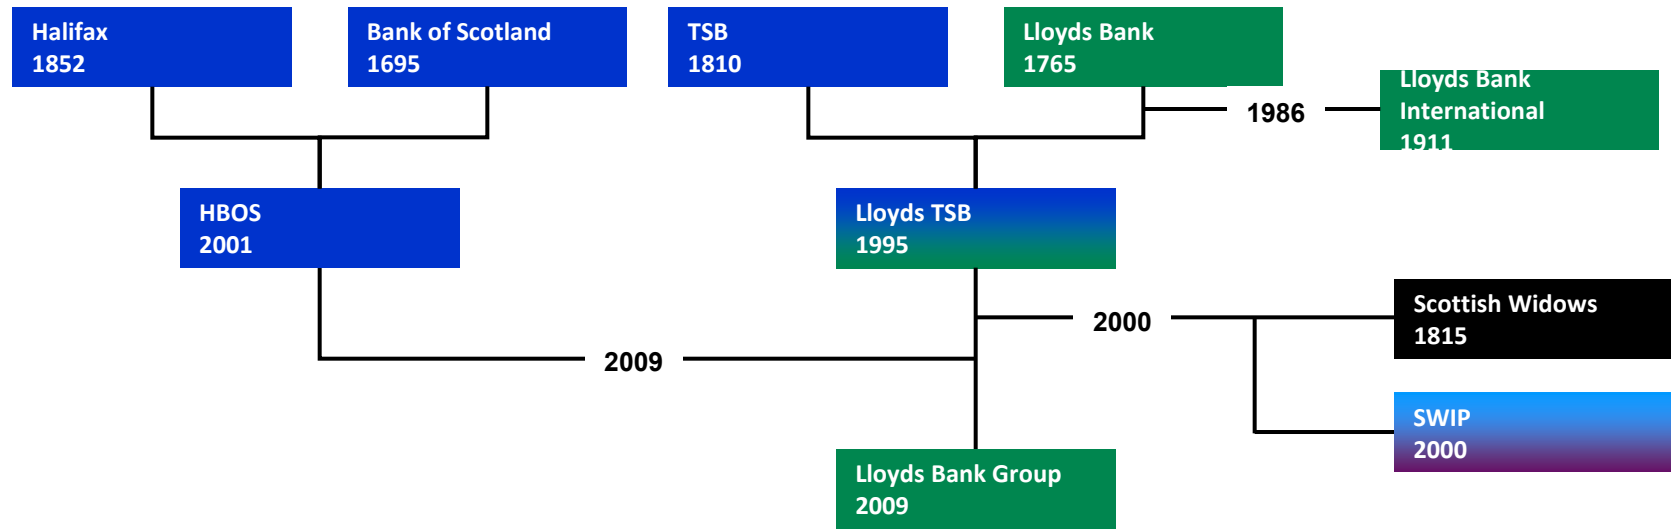 Halifax
1852
Bank of Scotland
1695
TSB
1810
Lloyds Bank
1765
Lloyds Bank
International
1911
1986
HBOS
2001
Lloyds TSB
1995
Scottish Widows
1815
2000
2009
SWIP
2000
Lloyds Bank Group
2009